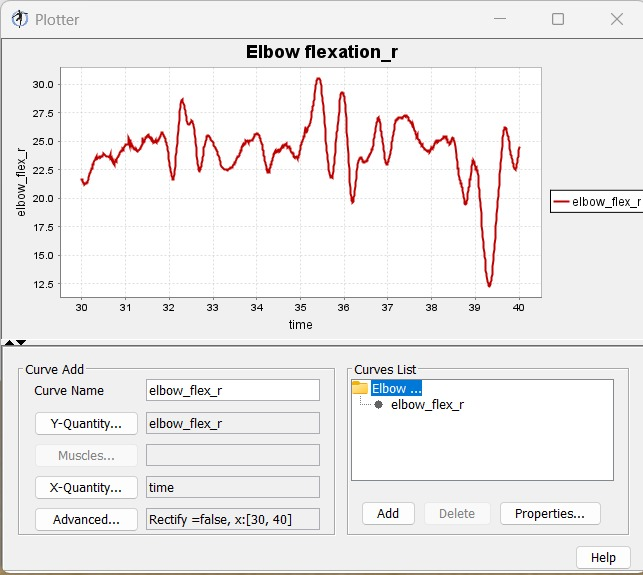 Plotter
Elbow flexation_r
30.0
27.5
25.0
22.5
20.0
17.5
15.0
12.5
elbow_flex_r
30 31 32 33 34 35 36 37 38 39 40
time
elbow_flex_r
Curve Add
Curve Name elbow_flex_r
Y-Quantity... elbow_flex_r
Muscles...
X-Quantity... time
Advanced... Rectify =false, x:[30, 40]
Curves List
Elbow ...
elbow_flex_r
Add Delete Properties...
Help